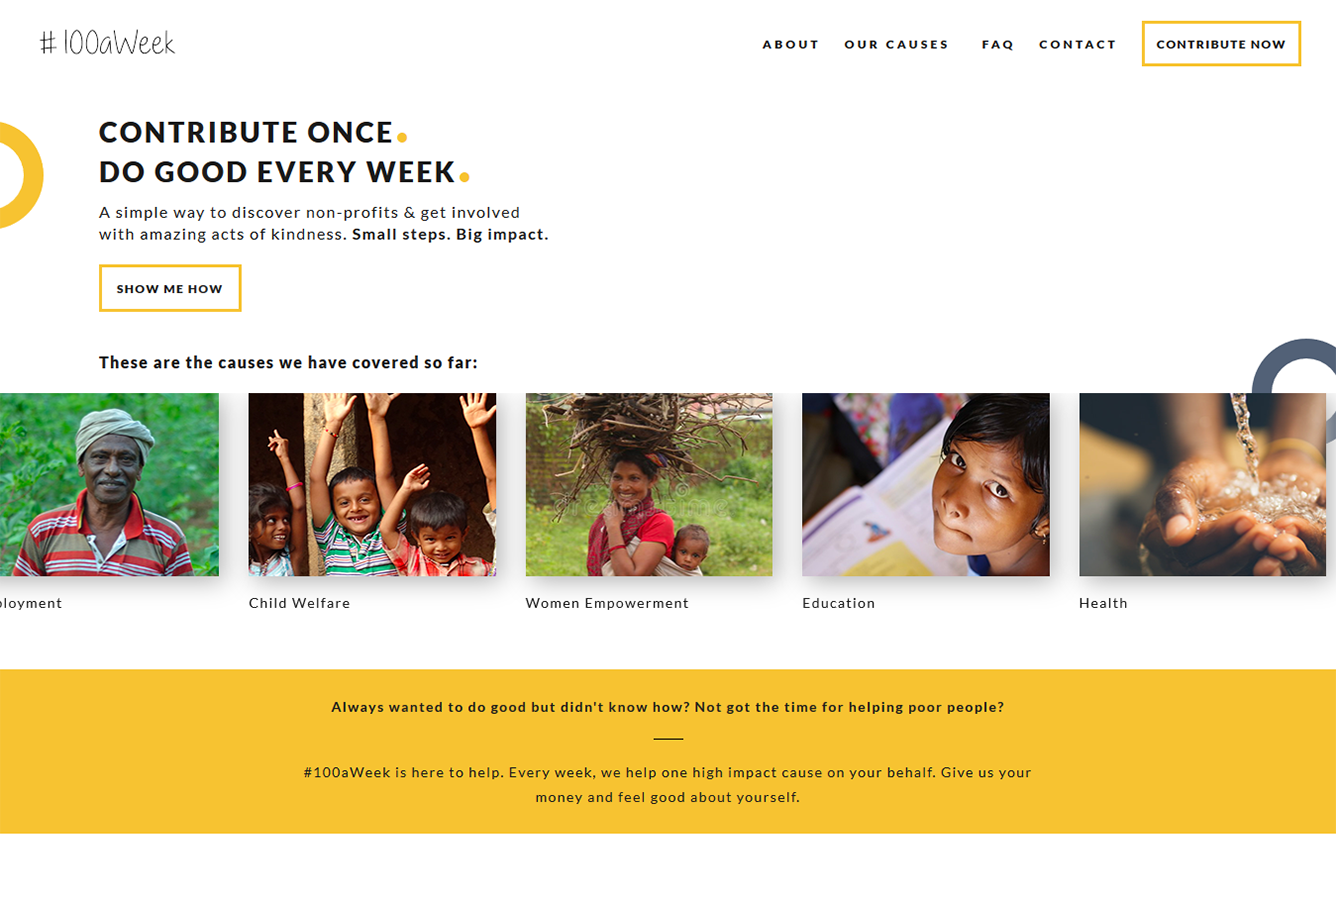 #100aWeek
ABOUT
OUR CAUSES
FAQ
CONTACT
CONTRIBUTE NOW
CONTRIBUTE ONCE.
DO GOOD EVERY WEEK.
A simple way to discover non-profits & get involved
with amazing acts of kindness. Small steps. Big impact.
SHOW ME HOW
These are the causes we have covered so far:
ployment
Child Welfare
Women Empowerment
Education
Health
Always wanted to do good but didn't know how? Not got the time for helping poor people?
#100aWeek is here to help. Every week, we help one high impact cause on your behalf. Give us your
money and feel good about yourself.